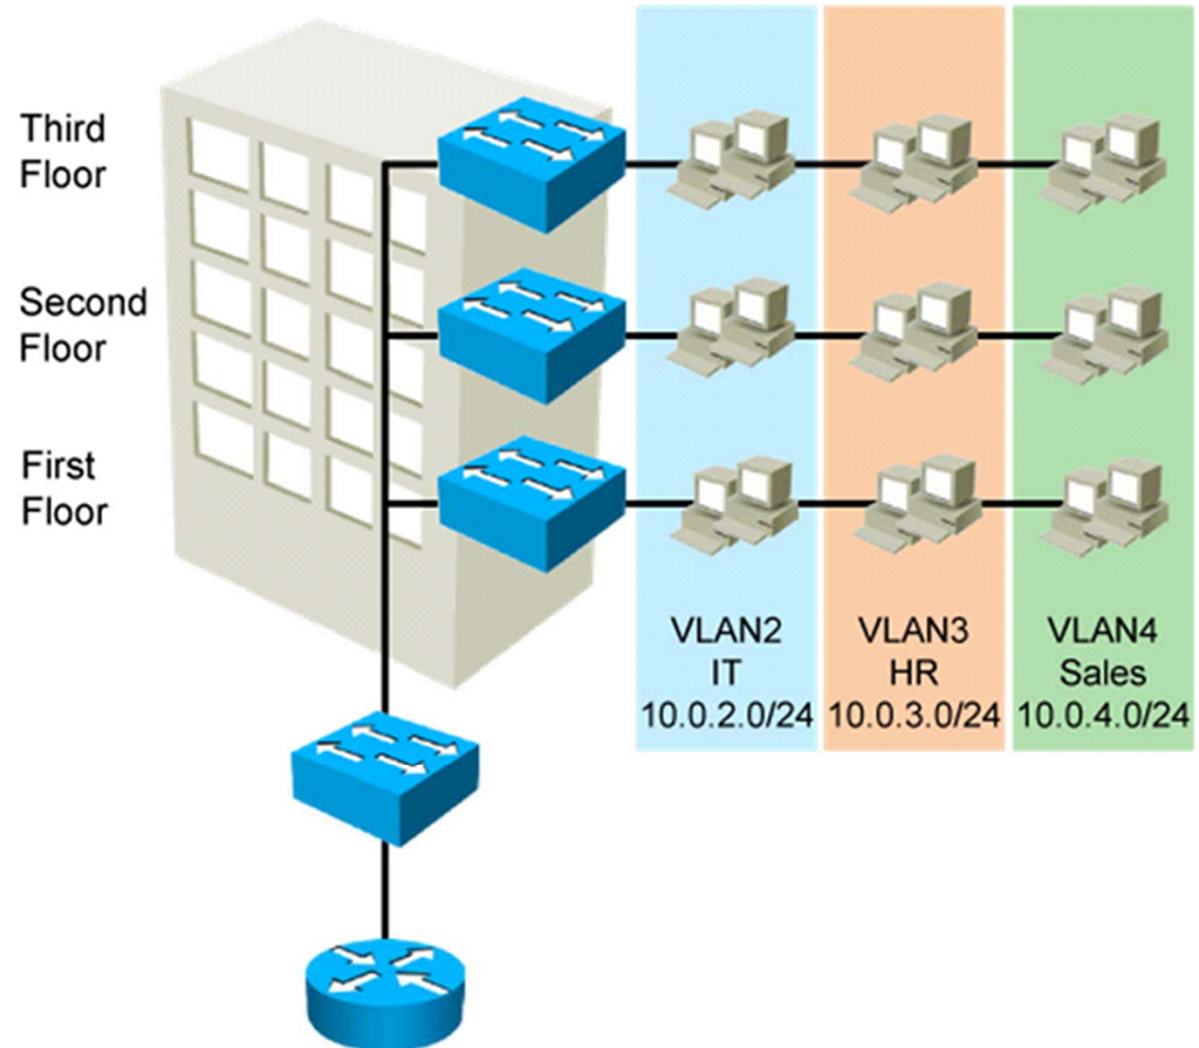 Third
Floor
Second
Floor
First
Floor
VLAN2
IT
10.0.2.0/24
VLAN3
HR
10.0.3.0/24
VLAN4
Sales
10.0.4.0/24